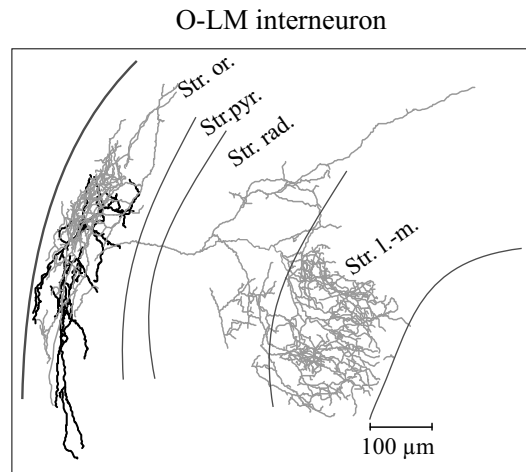 O-LM interneuron
Str. or.
Str.pyr.
Str. rad.
Str. l.-m.
100 µm